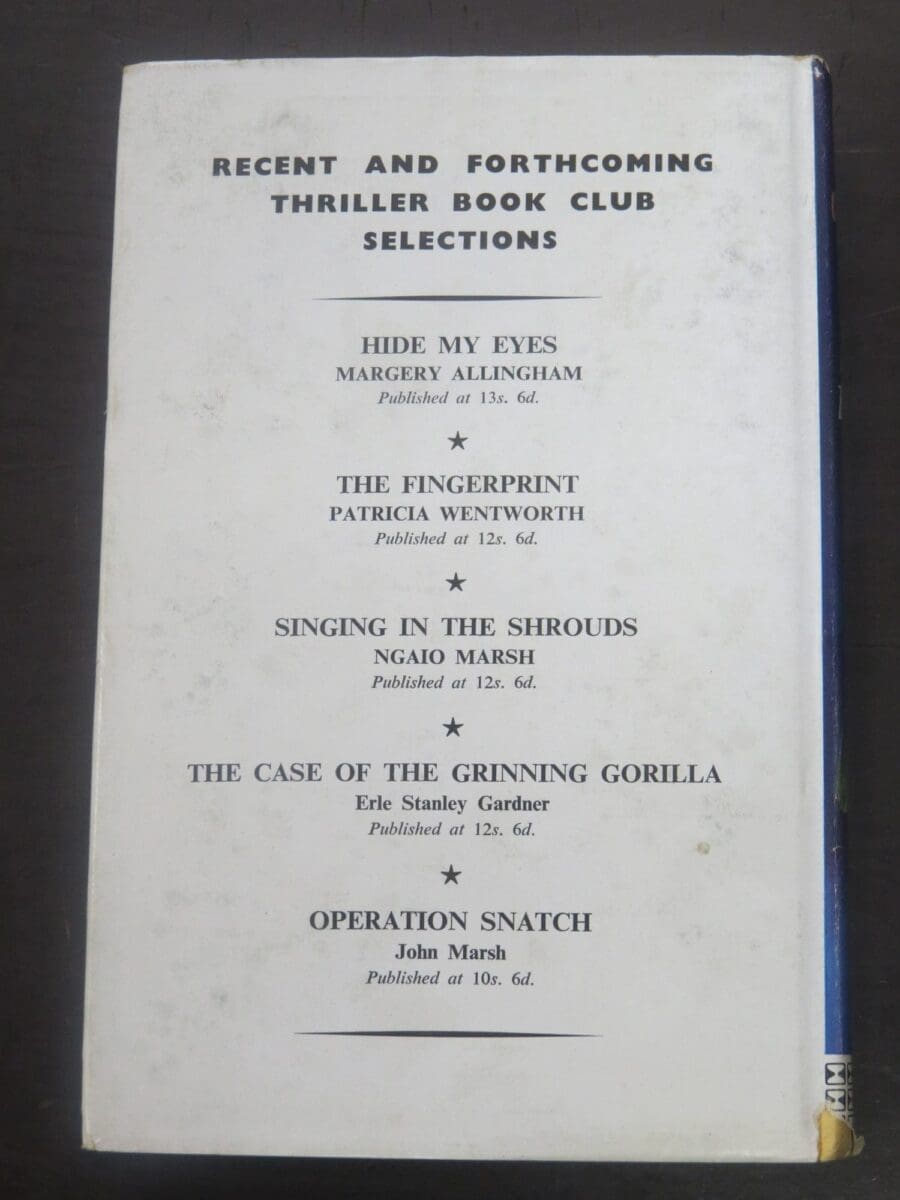 RECENT AND FORTHCOMING
THRILLER BOOK CLUB
SELECTIONS
HIDE MY EYES
MARGERY ALLINGHAM
Published at 13s. 6d.
THE FINGERPRINT
PATRICIA WENTWORTH
Published at 12s. 6d.
SINGING IN THE SHROUDS
NGAIO MARSH
Published at 12s. 6d.
THE CASE OF THE GRINNING GORILLA
Erle Stanley Gardner
Published at 12s. 6d.
OPERATION SNATCH
John Marsh
Published at 10s. 6d.